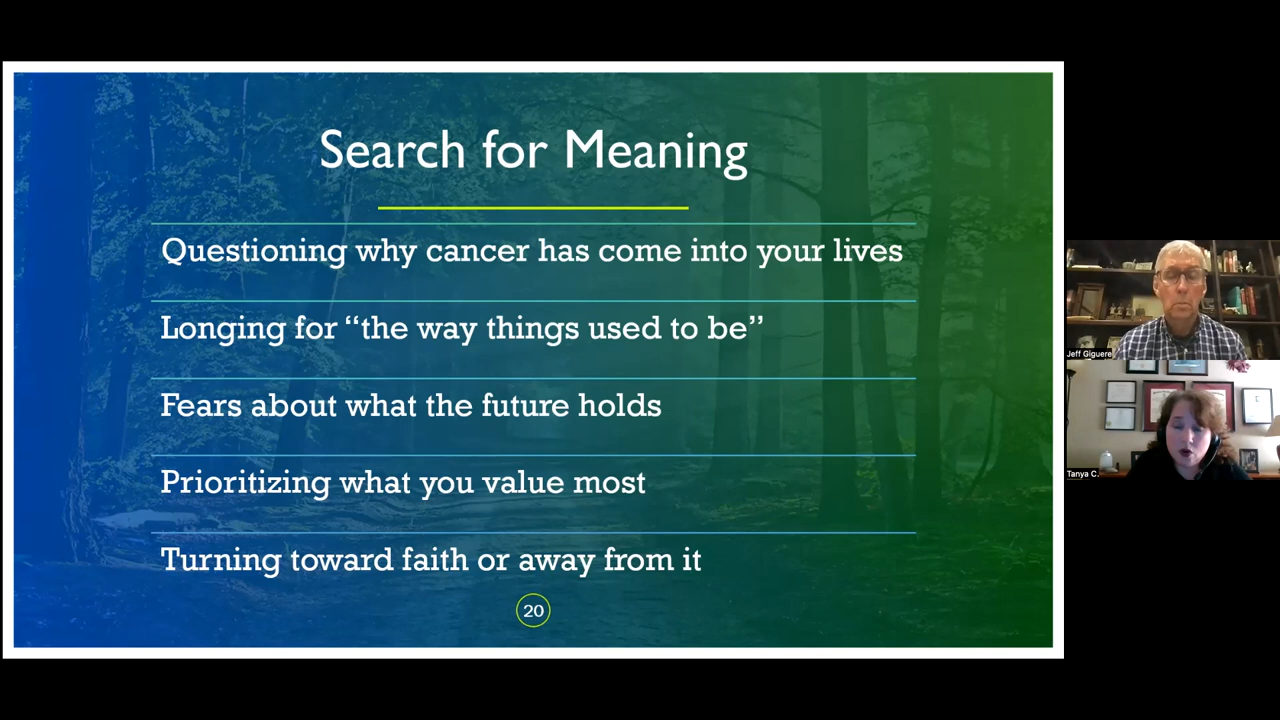 Search for Meaning
Questioning why cancer has come into your lives
Longing for “the way things used to be”
Fears about what the future holds
Prioritizing what you value most
Turning toward faith or away from it
20
Jeff Giguere
Tanya C.